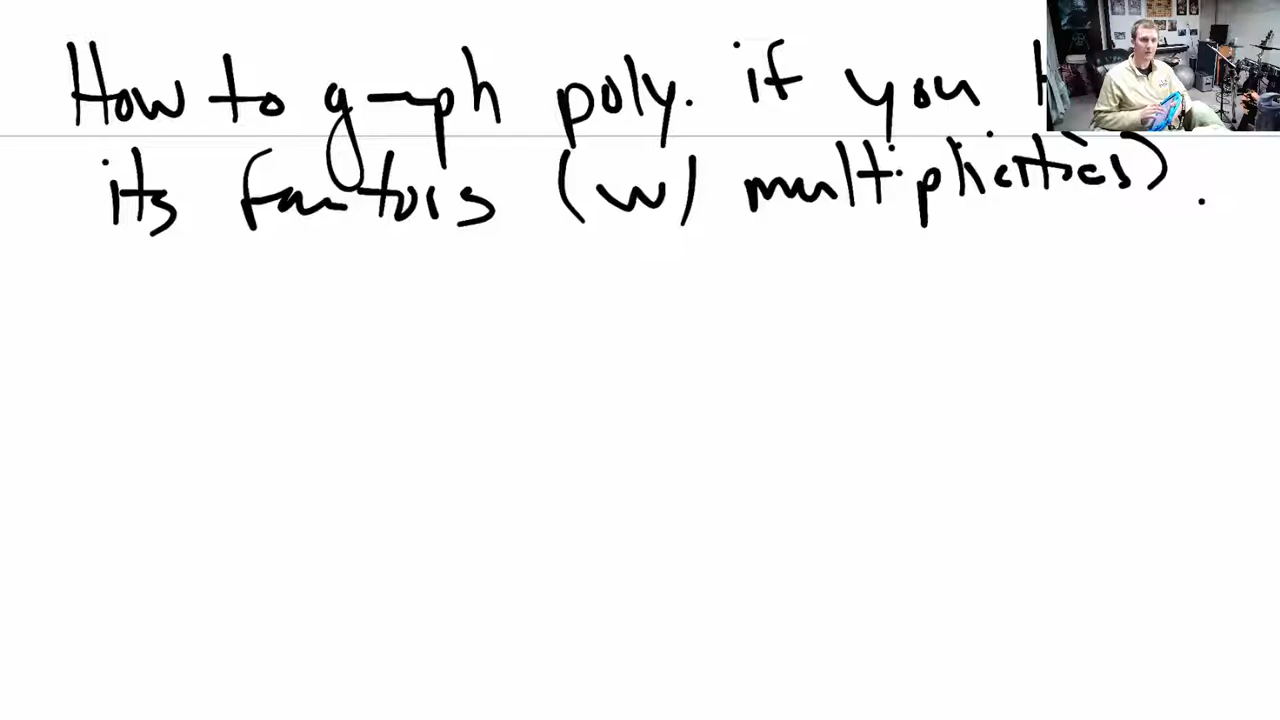 How to graph poly. if you
its factors (w/ multiplicities).